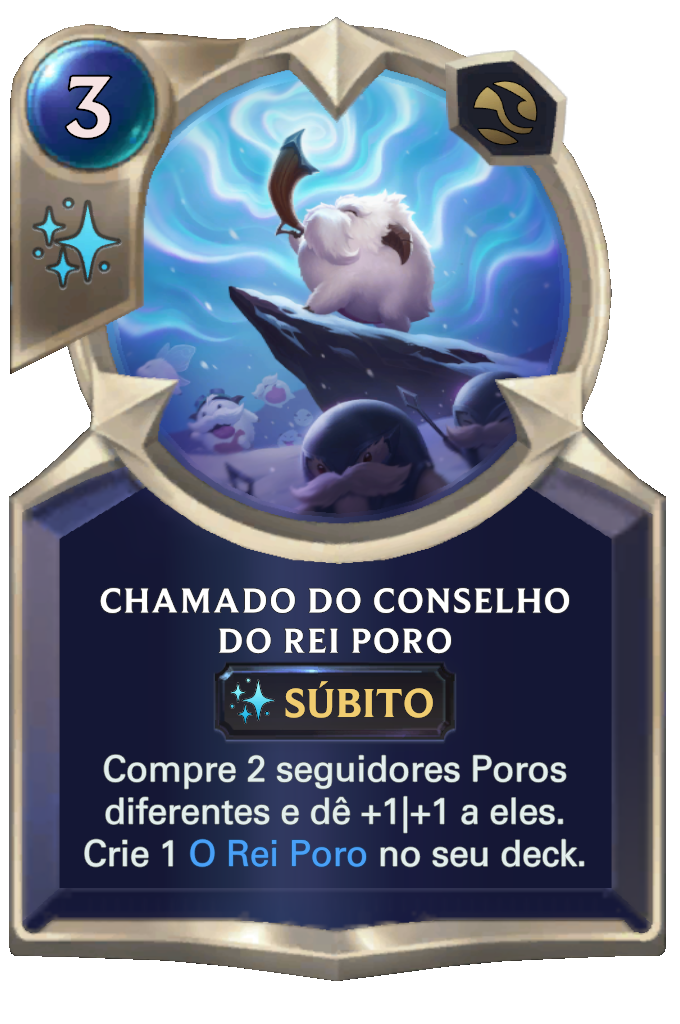 3
CHAMADO DO CONSELHO
DO REI PORO
SÚBITO
Compre 2 seguidores Poros
diferentes e dê +1|+1 a eles.
Crie 1 O Rei Poro no seu deck.